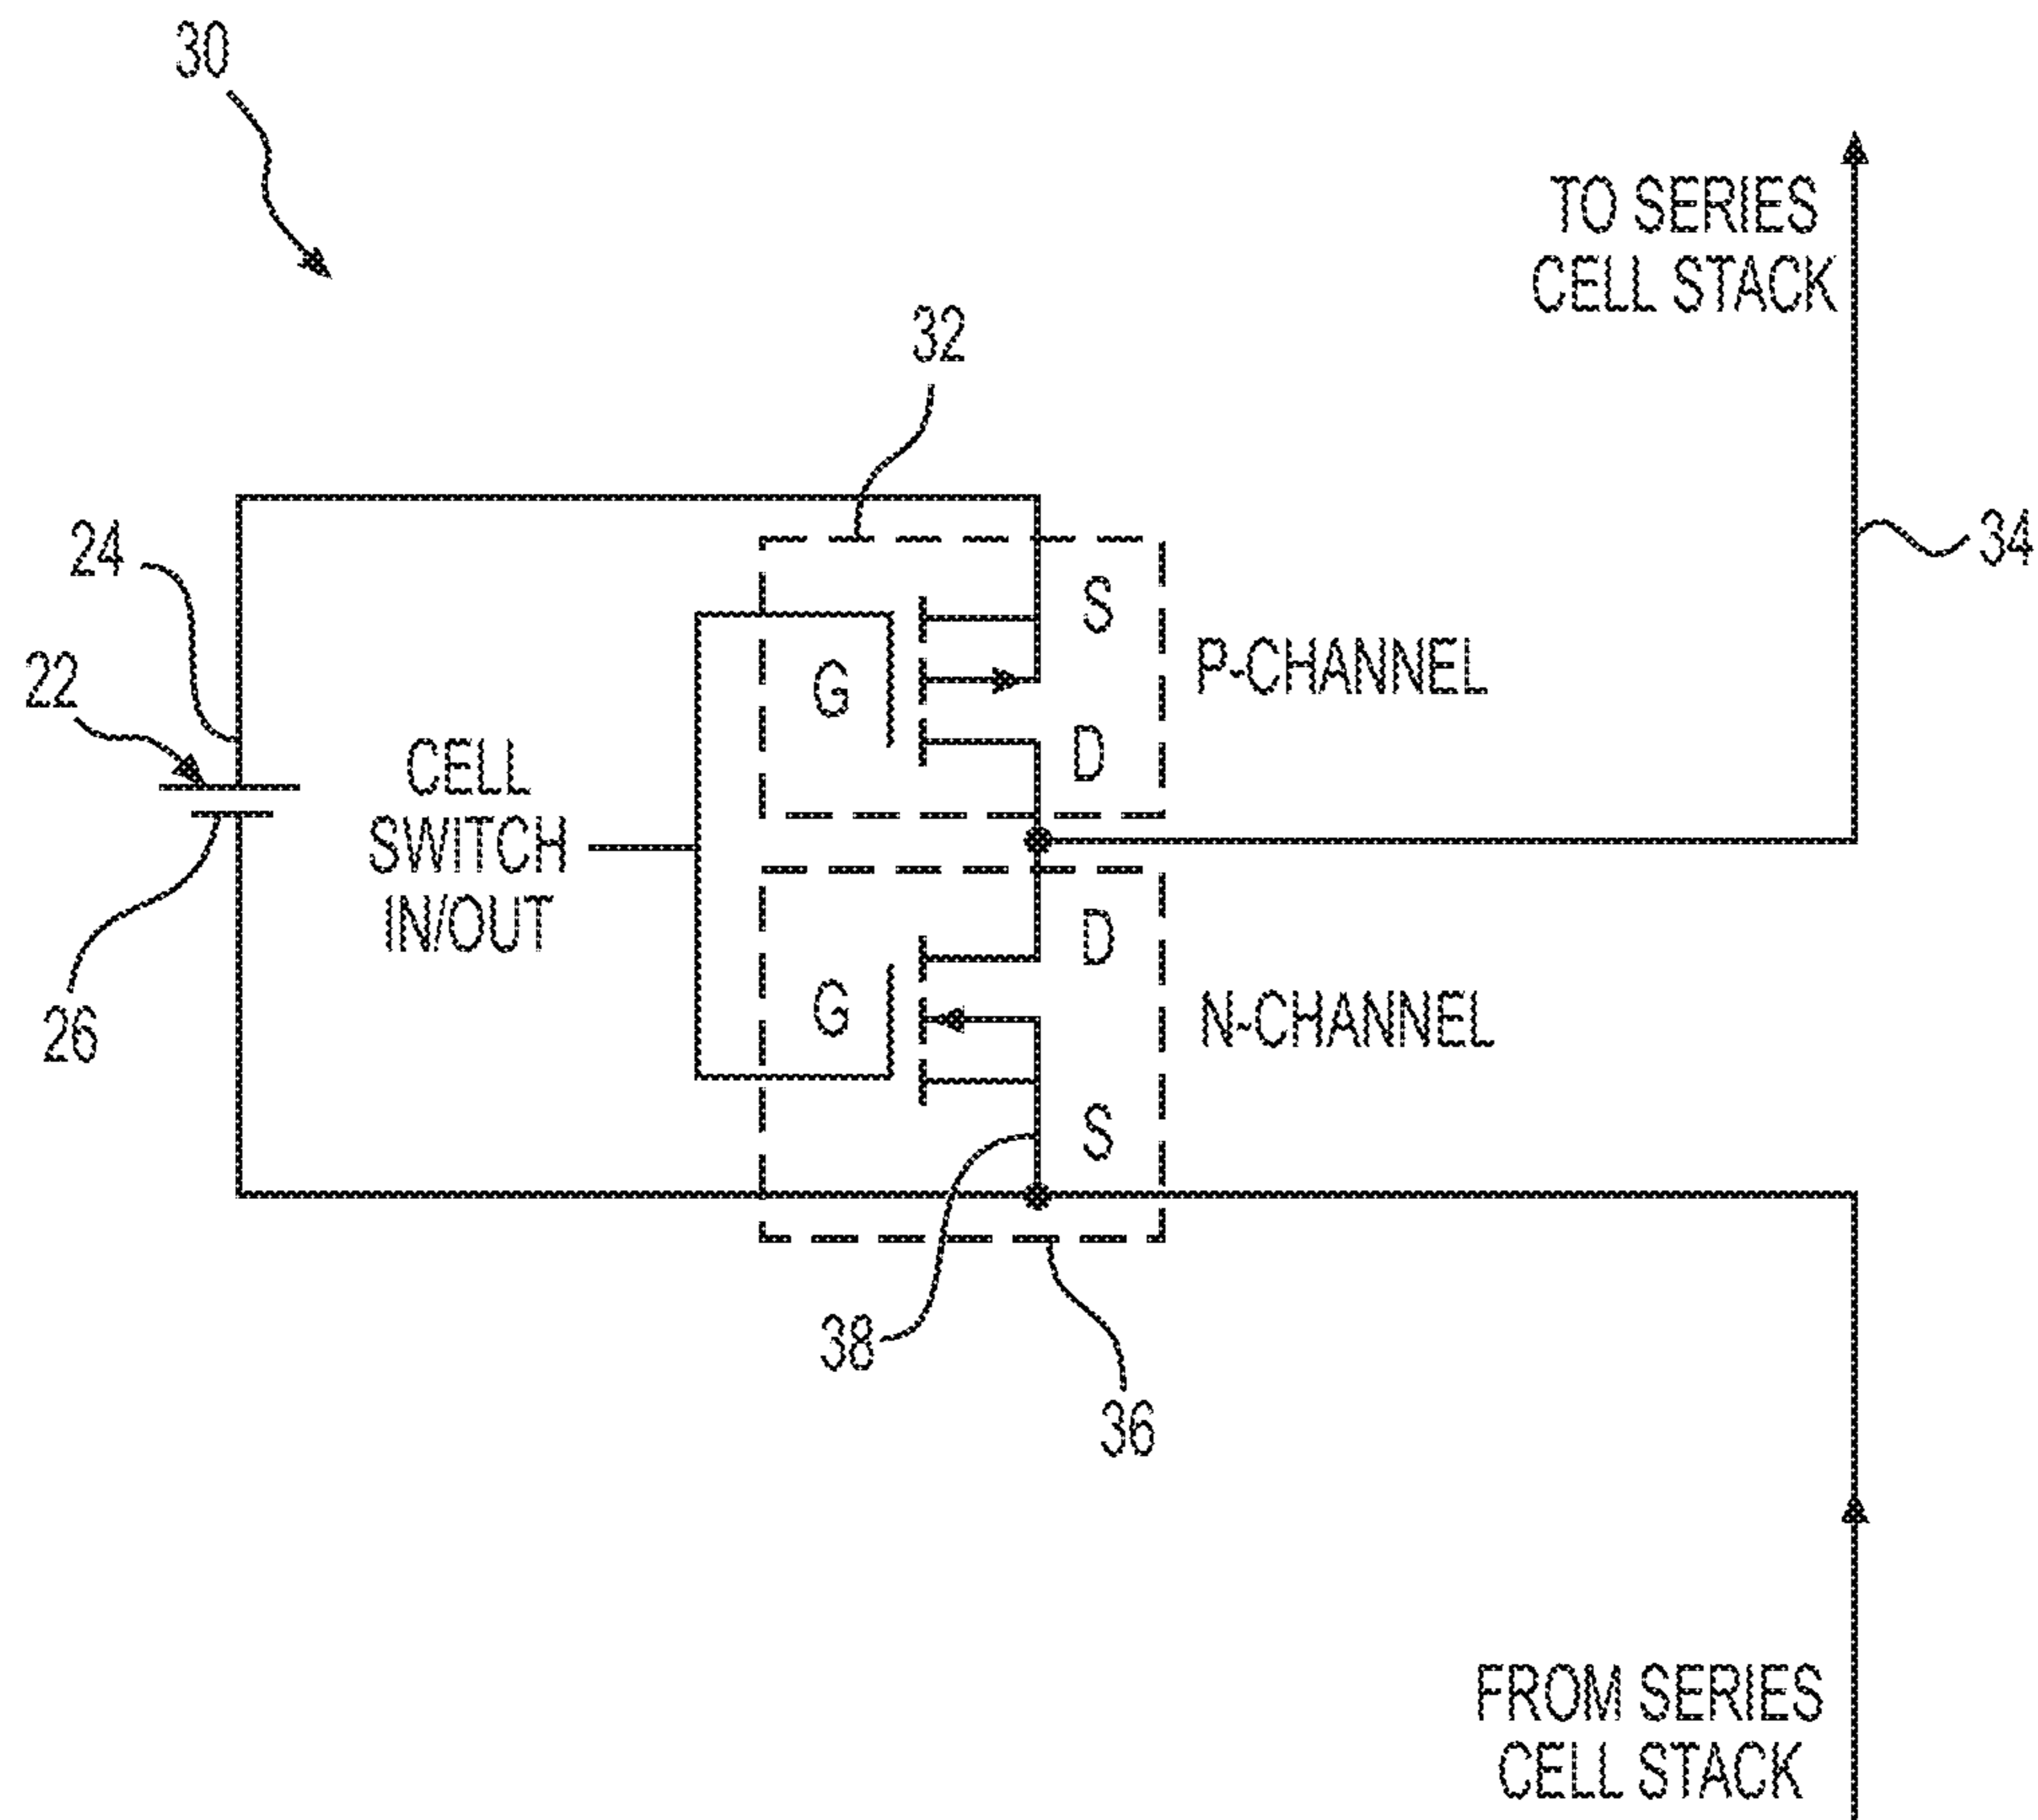 30
TO SERIES
CELL STACK
32
34
24
22
S
P-CHANNEL
G
D
CELL
SWITCH
IN/OUT
D
G
N-CHANNEL
26
S
38
36
FROM SERIES
CELL STACK